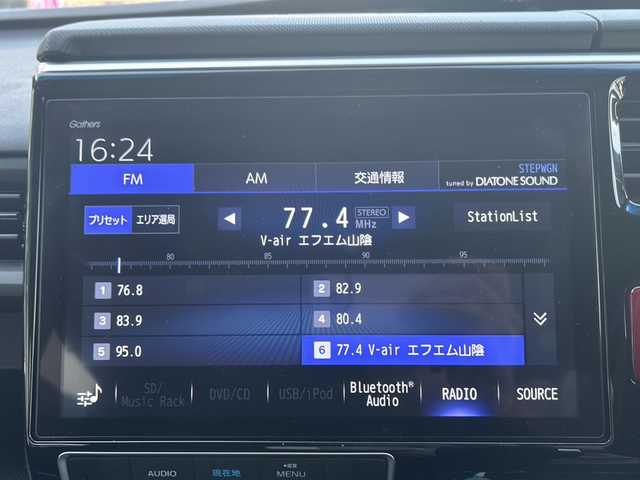 Gathers
16:24
FM AM 交通情報 STEPWGN
tuned by DIATONE SOUND
プリセット エリア選局 ◀ 77.4 STEREO MHz ▶ StationList
V-air エフエム山陰
80 85 90 95
1 76.8 2 82.9
3 83.9 4 80.4
5 95.0 6 77.4 V-air エフエム山陰
SD/ Music Rack DVD/CD USB/iPod Bluetooth® Audio RADIO SOURCE
AUDIO 現在地 MENU